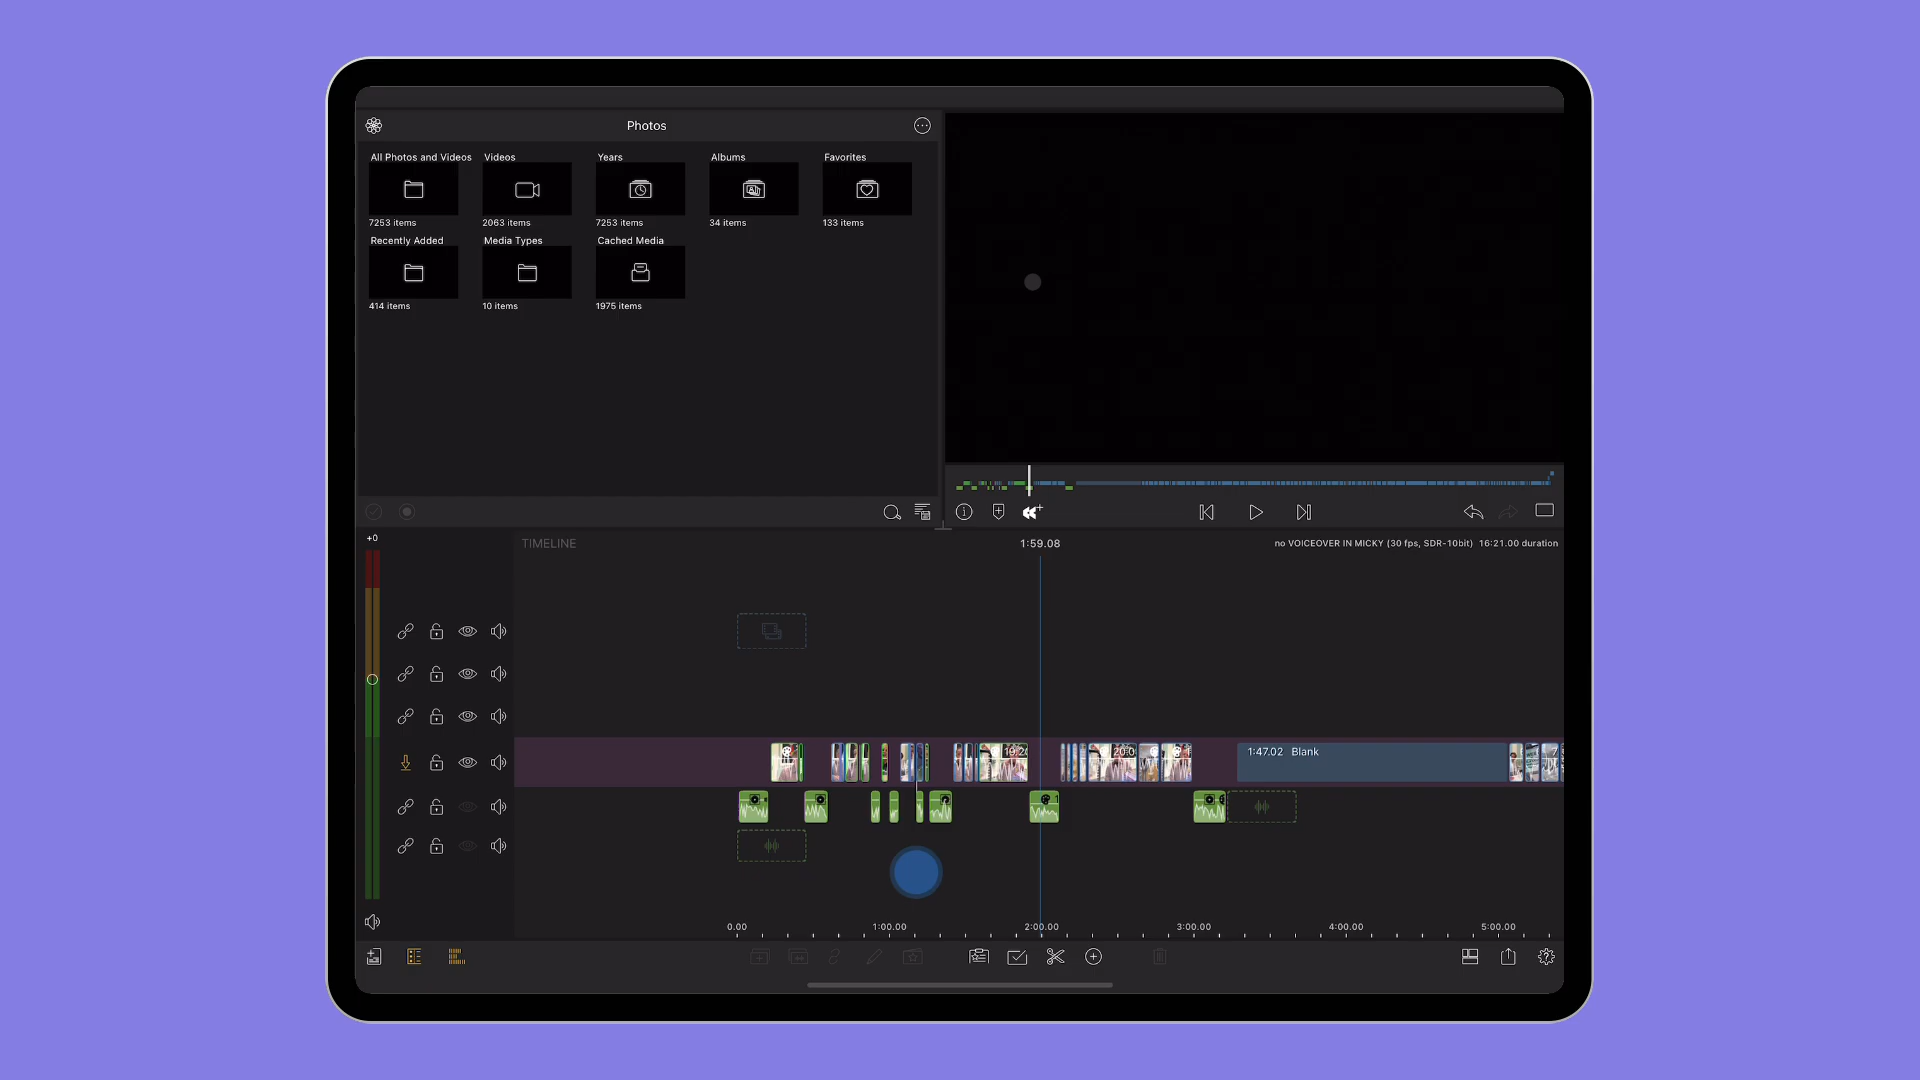 Photos
All Photos and Videos Videos Years Albums Favorites
7253 items 2063 items 7253 items 34 items 133 items
Recently Added Media Types Cached Media
414 items 10 items 1975 items
+0
TIMELINE 1:59.08 no VOICEOVER IN MICKY (30 fps, SDR-10bit) 16:21.00 duration
1:47.02 Blank
0.00 1:00.00 2:00.00 3:00.00 4:00.00 5:00.00